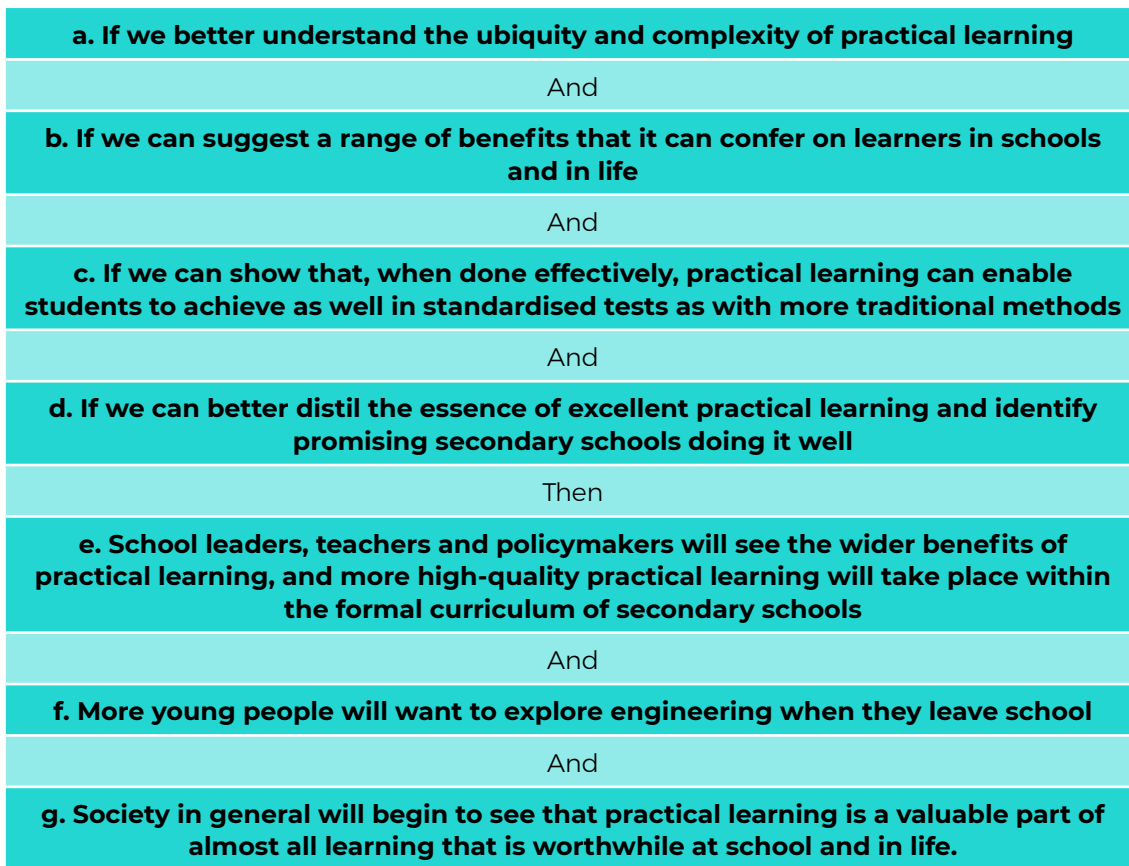 a. If we better understand the ubiquity and complexity of practical learning
And
b. If we can suggest a range of benefits that it can confer on learners in schools
and in life
And
c. If we can show that, when done effectively, practical learning can enable
students to achieve as well in standardised tests as with more traditional methods
And
d. If we can better distil the essence of excellent practical learning and identify
promising secondary schools doing it well
Then
e. School leaders, teachers and policymakers will see the wider benefits of
practical learning, and more high-quality practical learning will take place within
the formal curriculum of secondary schools
And
f. More young people will want to explore engineering when they leave school
And
g. Society in general will begin to see that practical learning is a valuable part of
almost all learning that is worthwhile at school and in life.